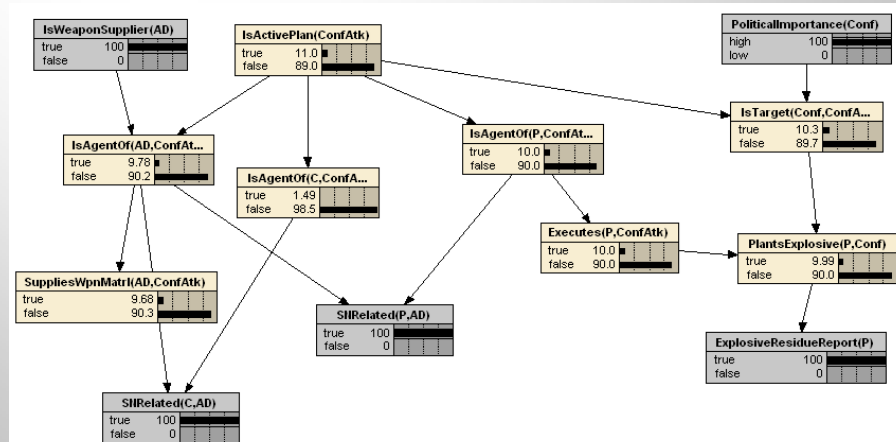 IsWeaponSupplier(AD)
true 100
false 0
IsActivePlan(ConfAtk)
true 11.0
false 89.0
PoliticalImportance(Conf)
high 100
low 0
IsAgentOf(AD,ConfAt...
true 9.78
false 90.2
IsAgentOf(C,ConfA...
true 1.49
false 98.5
IsAgentOf(P,ConfAt...
true 10.0
false 90.0
IsTarget(Conf,ConfA...
true 10.3
false 89.7
Executes(P,ConfAtk)
true 10.0
false 90.0
PlantsExplosive(P,Conf)
true 9.99
false 90.0
SuppliesWpnMatrl(AD,ConfAtk)
true 9.68
false 90.3
SNRelated(P,AD)
true 100
false 0
ExplosiveResidueReport(P)
true 100
false 0
SNRelated(C,AD)
true 100
false 0